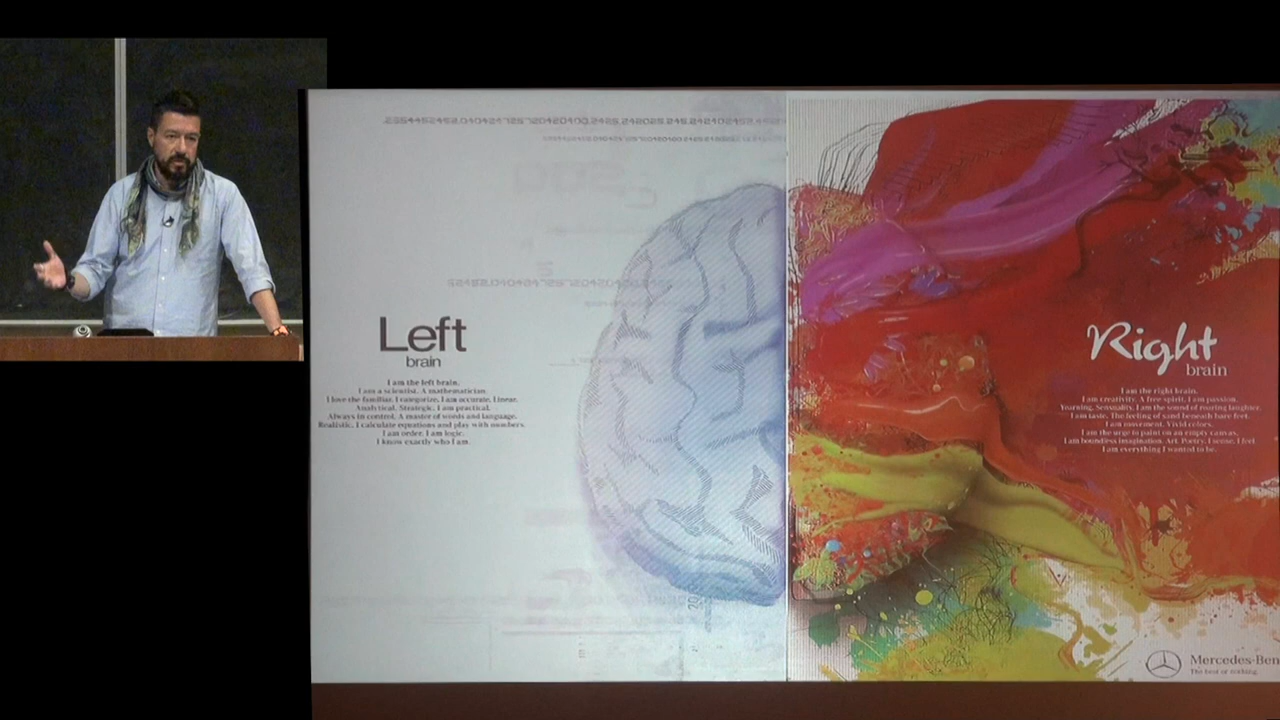 Left
brain
I am the left brain.
I am a scientist. A mathematician.
I love the familiar. I categorize. I am accurate. Linear.
Analytical. Strategic. I am practical.
Always in control. A master of words and language.
Realistic. I calculate equations and play with numbers.
I am order. I am logic.
I know exactly who I am.
Right
brain
I am the right brain.
I am creativity. A free spirit. I am passion.
Yearning. Sensuality. I am the sound of roaring laughter.
I am taste. The feeling of sand beneath bare feet.
I am movement. Vivid colors.
I am the urge to paint on an empty canvas.
I am boundless imagination. Art. Poetry. I sense. I feel
I am everything I wanted to be.
Mercedes-Ben
The best or nothing.